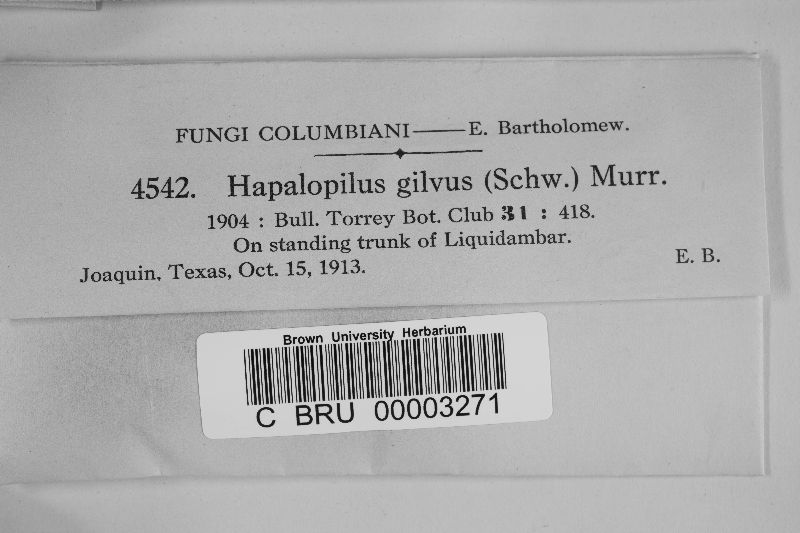 FUNGI COLUMBIANI——E. Bartholomew.
4542. Hapalopilus gilvus (Schw.) Murr.
1904 : Bull. Torrey Bot. Club 31 : 418.
On standing trunk of Liquidambar.
Joaquin, Texas, Oct. 15, 1913.
E. B.
Brown University Herbarium
C BRU 00003271